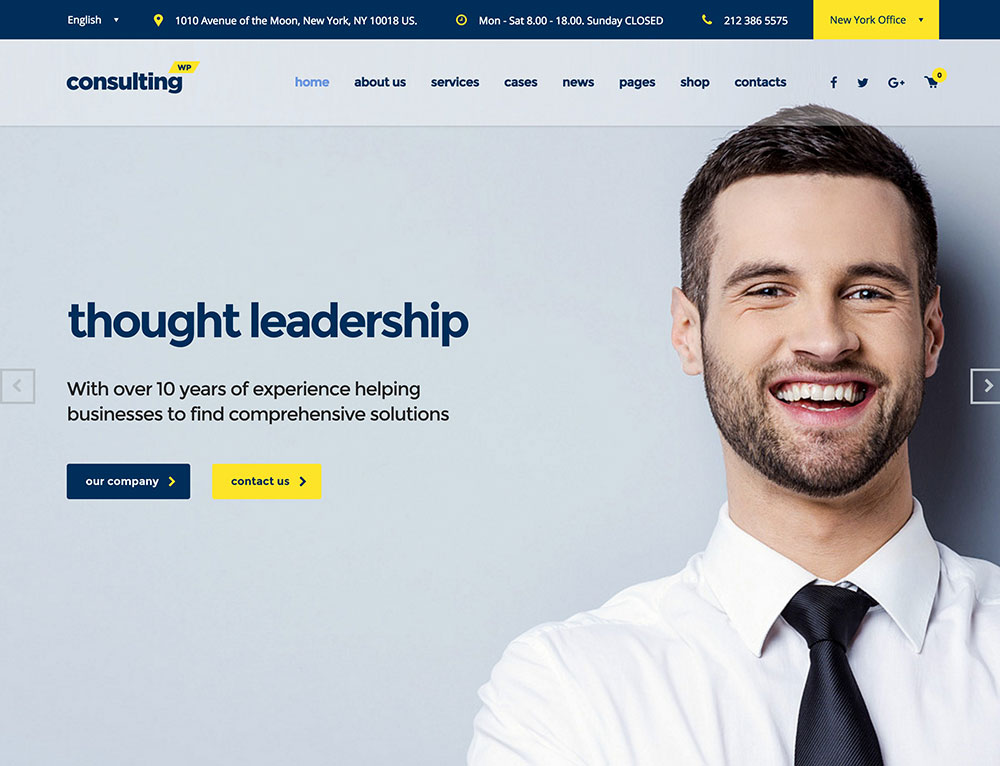 English
1010 Avenue of the Moon, New York, NY 10018 US.
Mon - Sat 8.00 - 18.00. Sunday CLOSED
212 386 5575
New York Office
consulting WP
home about us services cases news pages shop contacts
f G+ 0
thought leadership
With over 10 years of experience helping
businesses to find comprehensive solutions
our company
contact us